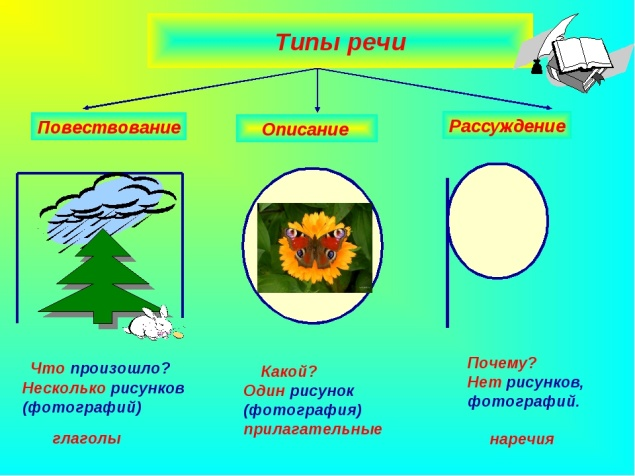 Типы речи
Повествование
Описание
Рассуждение
Что произошло?
Несколько рисунков
(фотографий)
глаголы
Какой?
Один рисунок
(фотография)
прилагательные
Почему?
Нет рисунков,
фотографий.
наречия